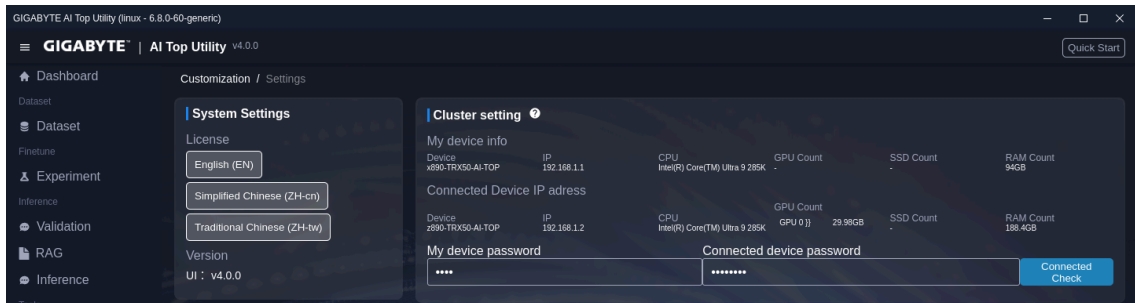 GIGABYTE AI Top Utility (linux - 6.8.0-60-generic)
GIGABYTE™ | AI Top Utility v4.0.0
Quick Start
Dashboard
Dataset
Dataset
Finetune
Experiment
Inference
Validation
RAG
Inference
Customization / Settings
System Settings
License
English (EN)
Simplified Chinese (ZH-cn)
Traditional Chinese (ZH-tw)
Version
UI : v4.0.0
Cluster setting
My device info
Device IP CPU GPU Count SSD Count RAM Count
x890-TRX50-AI-TOP 192.168.1.1 Intel(R) Core(TM) Ultra 9 285K - - 94GB
Connected Device IP adress
Device IP CPU GPU Count SSD Count RAM Count
z890-TRX50-AI-TOP 192.168.1.2 Intel(R) Core(TM) Ultra 9 285K GPU 0 }} 29.98GB - 188.4GB
My device password Connected device password
Connected
Check